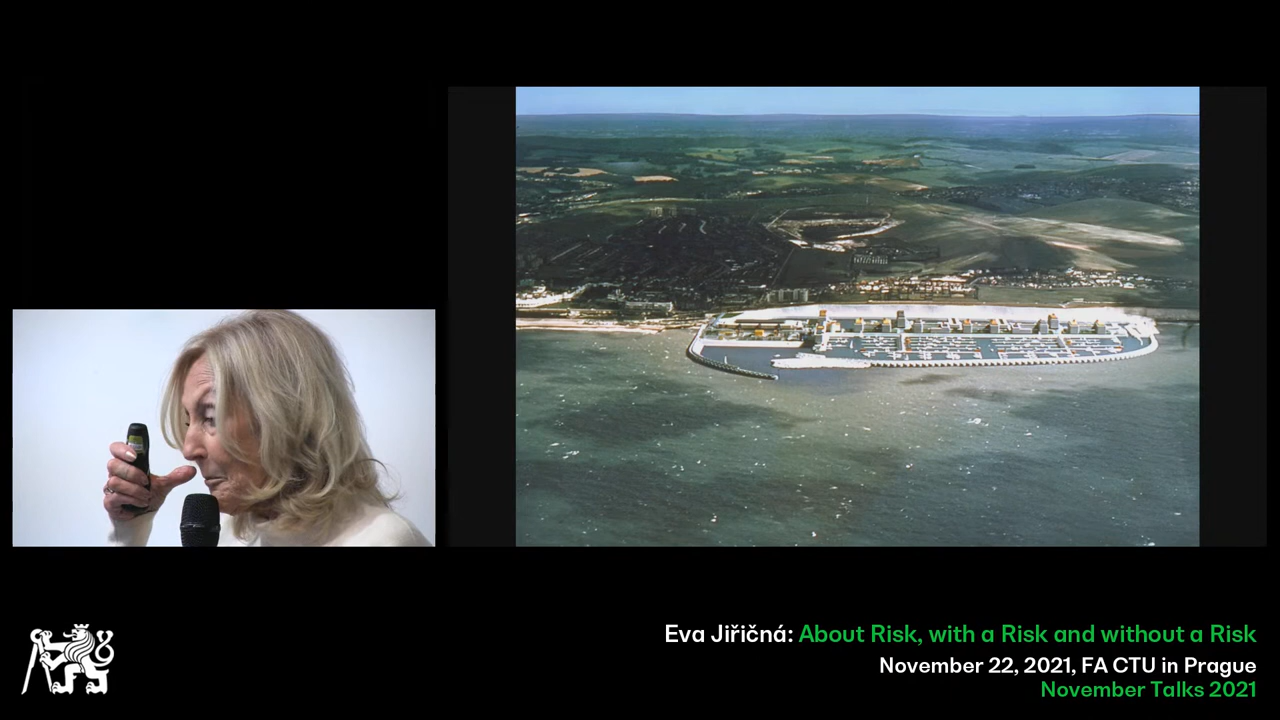 Eva Jiřičná: About Risk, with a Risk and without a Risk
November 22, 2021, FA CTU in Prague
November Talks 2021